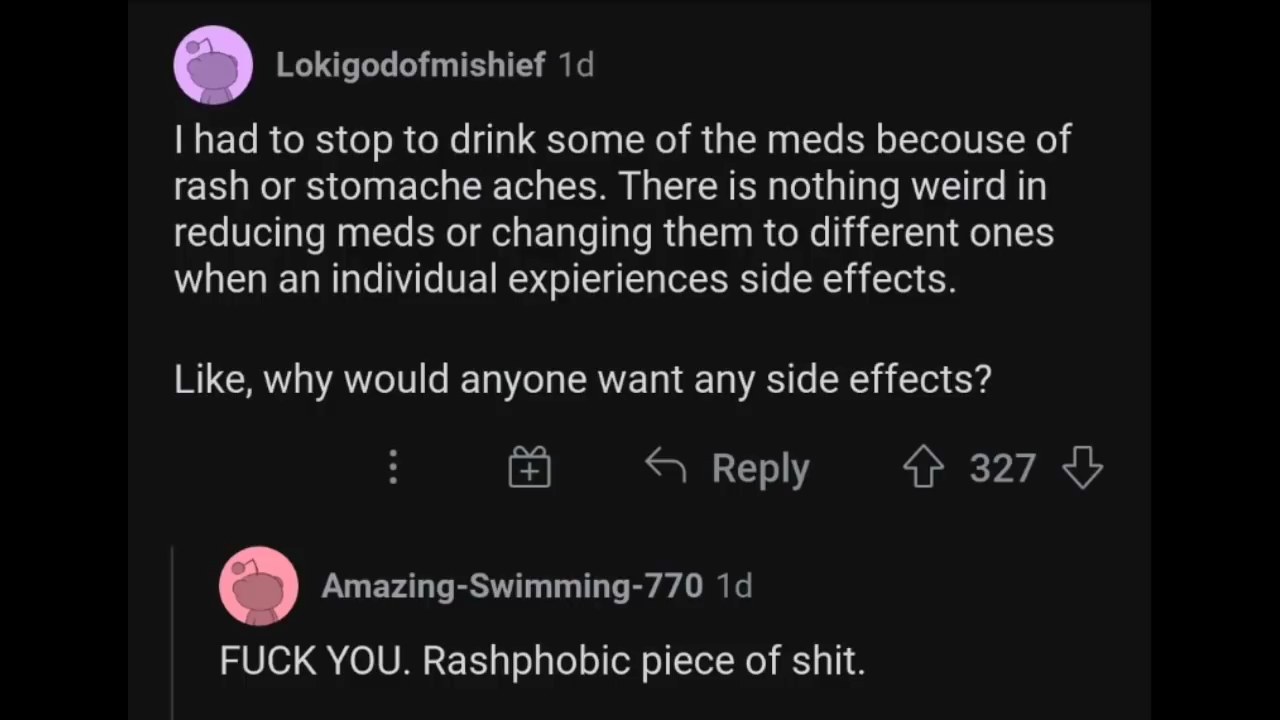 Lokigodofmishief 1d
I had to stop to drink some of the meds becouse of
rash or stomache aches. There is nothing weird in
reducing meds or changing them to different ones
when an individual expieriences side effects.
Like, why would anyone want any side effects?
Reply 327
Amazing-Swimming-770 1d
FUCK YOU. Rashphobic piece of shit.